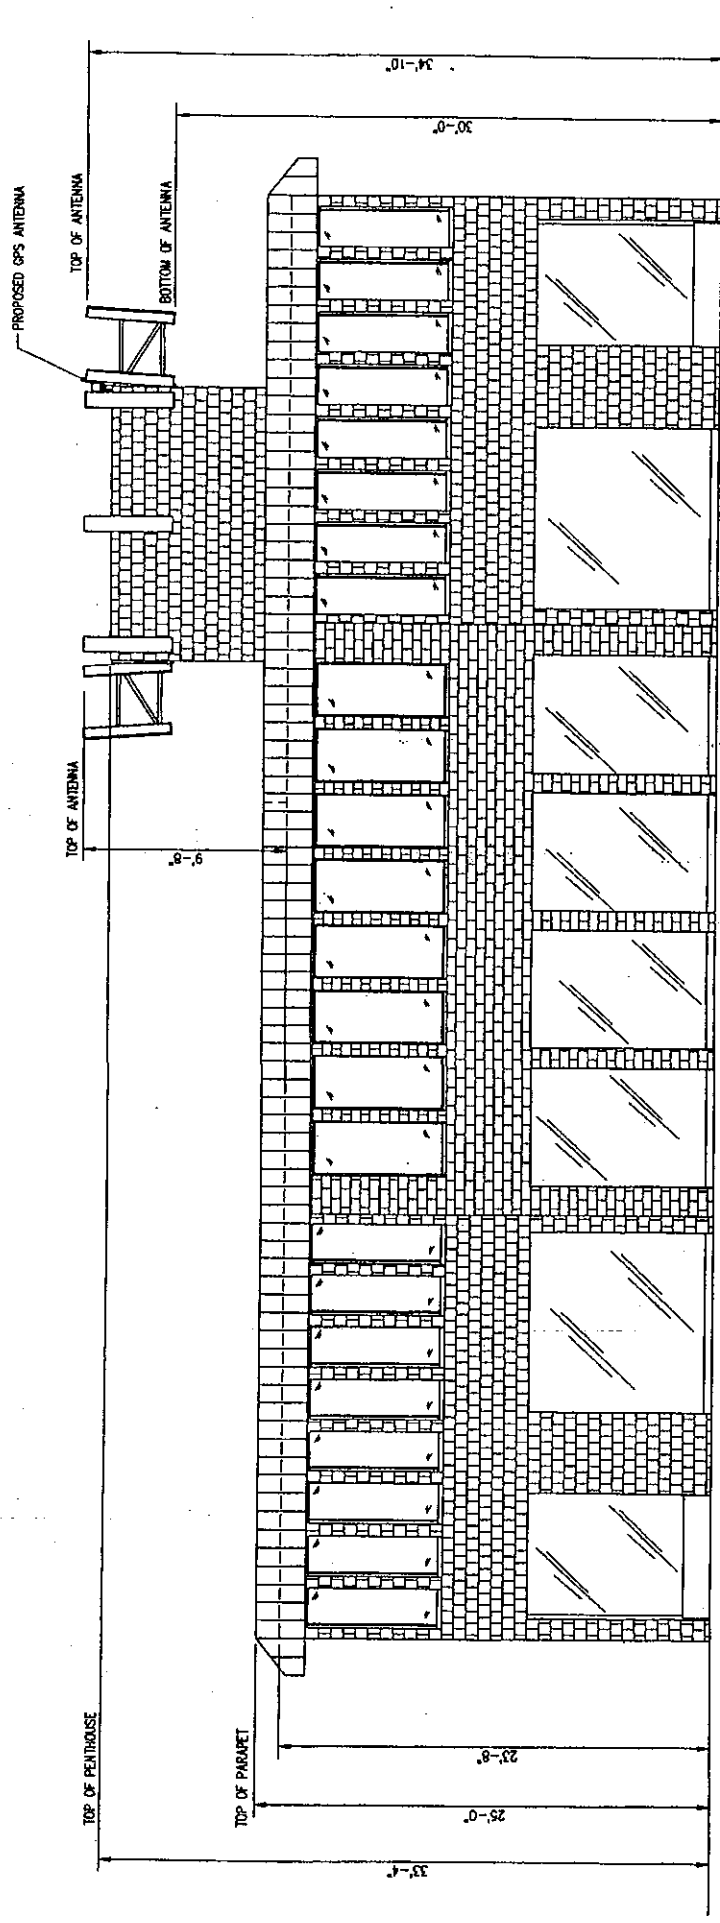 PROPOSED GPS ANTENNA
TOP OF ANTENNA
BOTTOM OF ANTENNA
34'-10"
30'-0"
TOP OF ANTENNA
9'-8"
TOP OF PENTHOUSE
TOP OF PARAPET
23'-8"
25'-0"
33'-4"